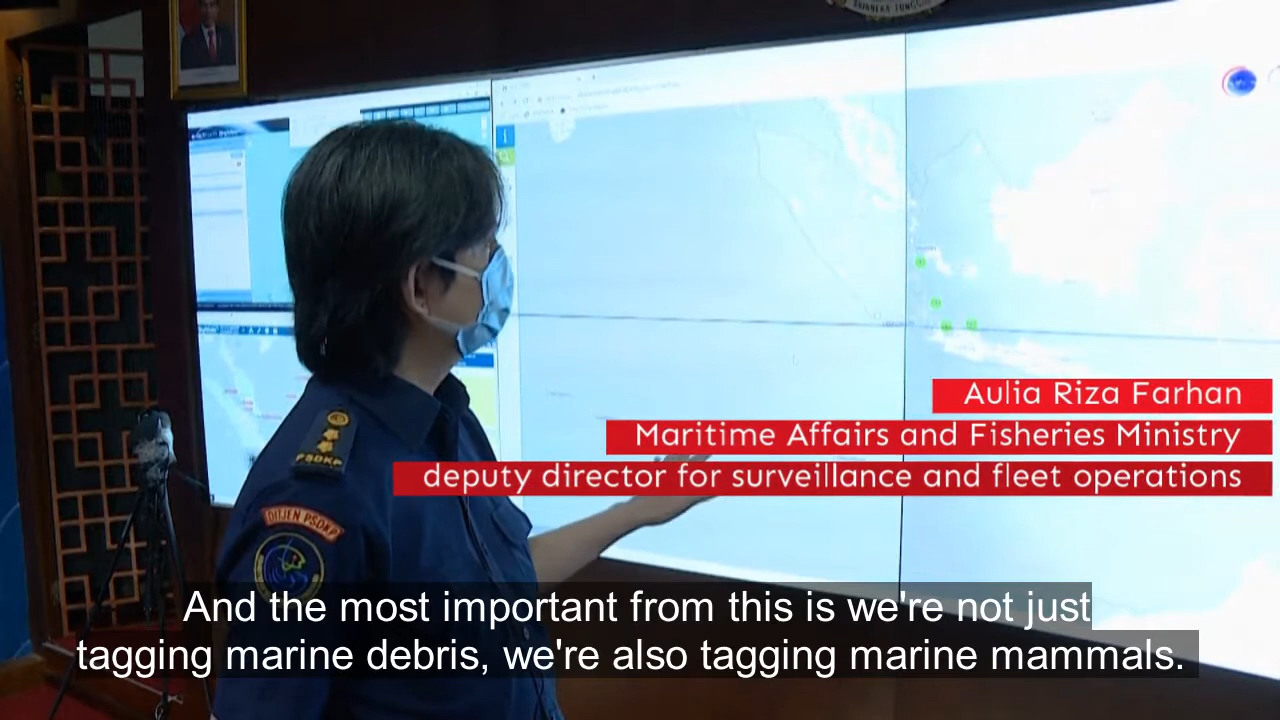 Aulia Riza Farhan
Maritime Affairs and Fisheries Ministry
deputy director for surveillance and fleet operations
PSDKP
DITJEN PSDKP
And the most important from this is we're not just
tagging marine debris, we're also tagging marine mammals.